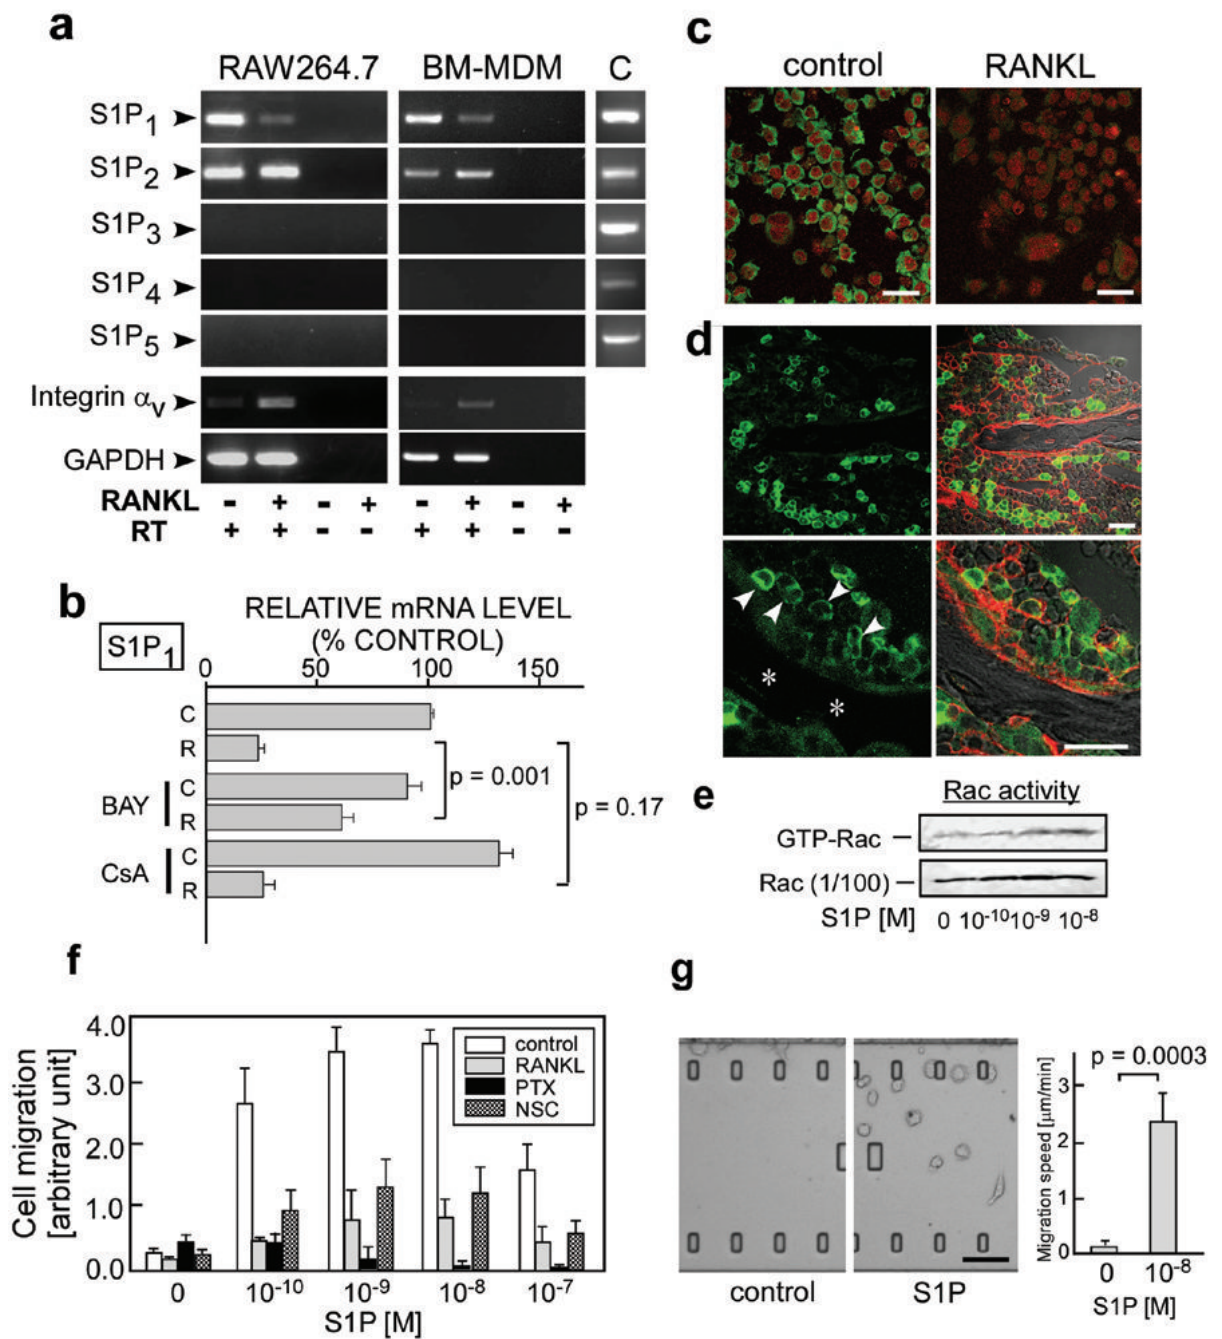 a
RAW264.7 BM-MDM C
S1P1
S1P2
S1P3
S1P4
S1P5
Integrin αv
GAPDH
RANKL - + - + - + - +
RT + + - - + + - -
b
RELATIVE mRNA LEVEL
(% CONTROL)
S1P1
0 50 100 150
C
R
BAY
C
R
CsA
C
R
p = 0.001
p = 0.17
c
control RANKL
d
* *
e
Rac activity
GTP-Rac
Rac (1/100)
S1P [M] 0 10-10 10-9 10-8
f
Cell migration
[arbitrary unit]
4.0
3.0
2.0
1.0
0.0
control
RANKL
PTX
NSC
0 10-10 10-9 10-8 10-7
S1P [M]
g
control S1P
p = 0.0003
Migration speed [μm/min]
3
2
1
0
0 10-8
S1P [M]